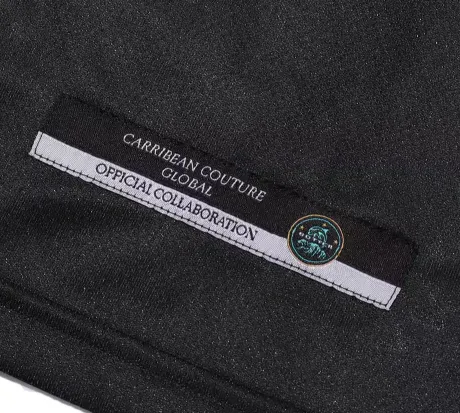 CARRIBEAN COUTURE
GLOBAL
OFFICIAL COLLABORATION